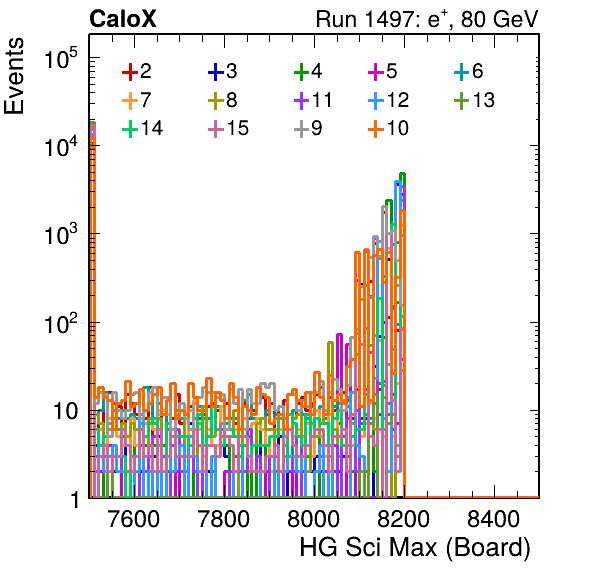 CaloX Run 1497: e⁺, 80 GeV
Events
2 3 4 5 6
7 8 11 12 13
14 15 9 10
10⁵
10⁴
10³
10²
10
1
7600 7800 8000 8200 8400
HG Sci Max (Board)